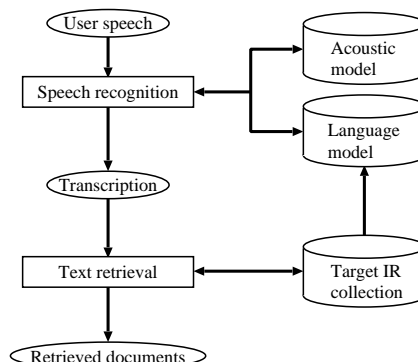 User speech
Acoustic
model
Speech recognition
Language
model
Transcription
Text retrieval
Target IR
collection
Retrieved documents